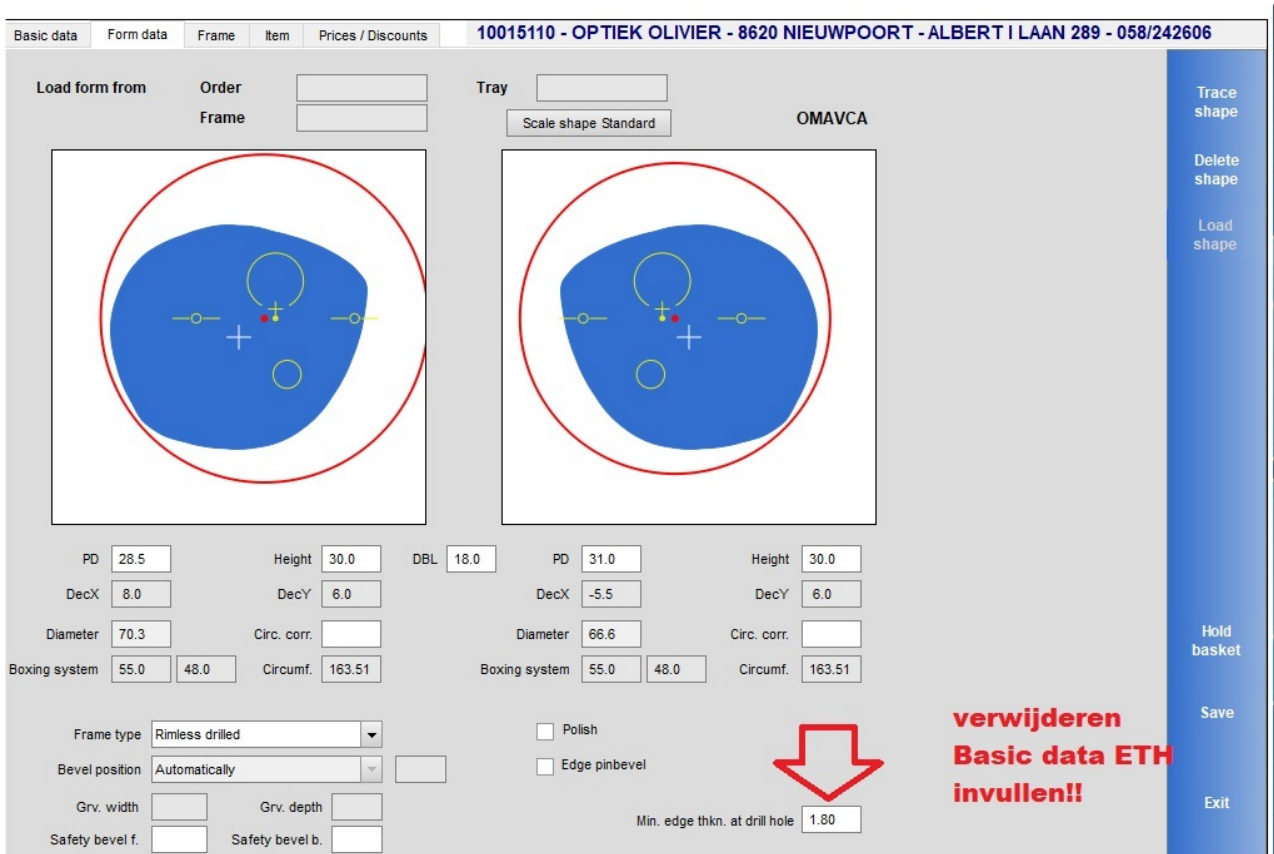 Basic data Form data Frame Item Prices / Discounts 10015110 - OPTIEK OLIVIER - 8620 NIEUWPOORT - ALBERT I LAAN 289 - 058/242606
Load form from Order Tray
Frame Scale shape Standard OMAVCA
Trace
shape
Delete
shape
Load
shape
PD 28.5 Height 30.0 DBL 18.0 PD 31.0 Height 30.0
DecX 8.0 DecY 6.0 DecX -5.5 DecY 6.0
Diameter 70.3 Circ. corr. Diameter 66.6 Circ. corr.
Boxing system 55.0 48.0 Circumf. 163.51 Boxing system 55.0 48.0 Circumf. 163.51
Hold
basket
Frame type Rimless drilled Polish
Bevel position Automatically Edge pinbevel
Grv. width Grv. depth Min. edge thkn. at drill hole 1.80
Safety bevel f. Safety bevel b.
verwijderen
Basic data ETH
invullen!!
Save
Exit